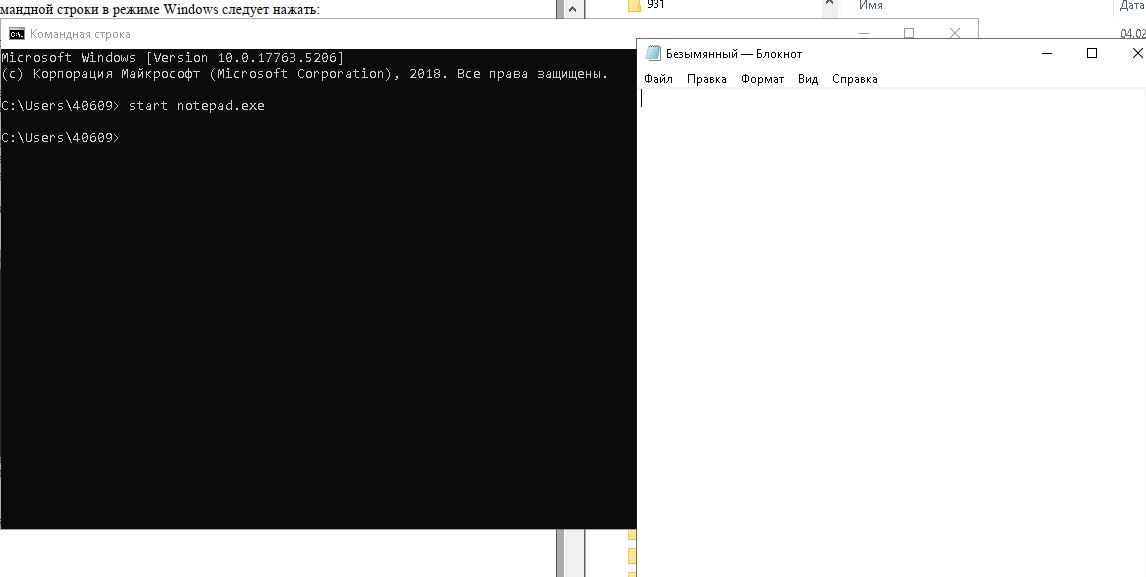 мандной строки в режиме Windows следует нажать:
931
Имя
Дата
04.02
Командная строка
Microsoft Windows [Version 10.0.17763.5206]
(c) Корпорация Майкрософт (Microsoft Corporation), 2018. Все права защищены.
C:\Users\40609> start notepad.exe
C:\Users\40609>
Безымянный — Блокнот
Файл Правка Формат Вид Справка